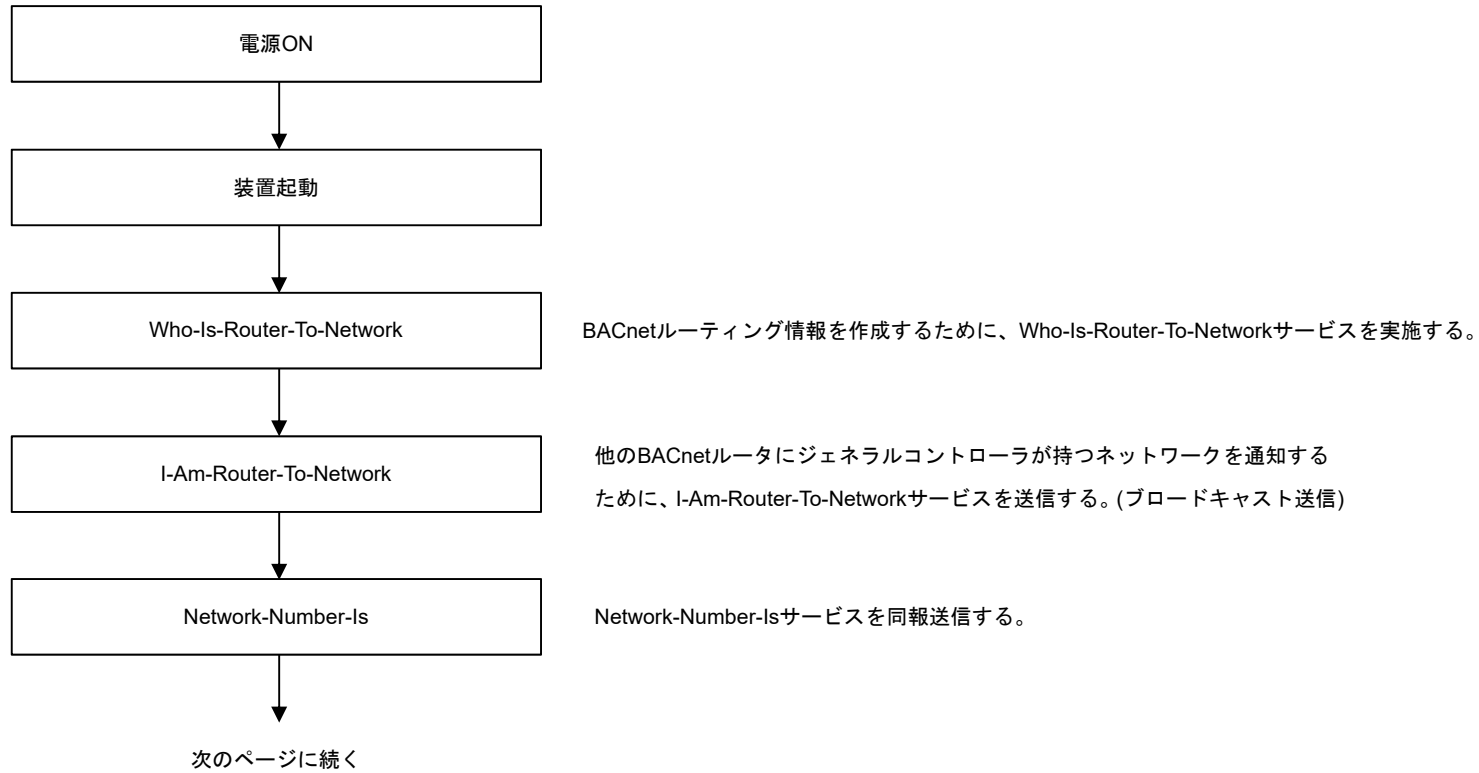 電源ON
装置起動
Who-Is-Router-To-Network
BACnetルーティング情報を作成するために、Who-Is-Router-To-Networkサービスを実施する。
I-Am-Router-To-Network
他のBACnetルータにジェネラルコントローラが持つネットワークを通知する
ために、I-Am-Router-To-Networkサービスを送信する。(ブロードキャスト送信)
Network-Number-Is
Network-Number-Isサービスを同報送信する。
次のページに続く